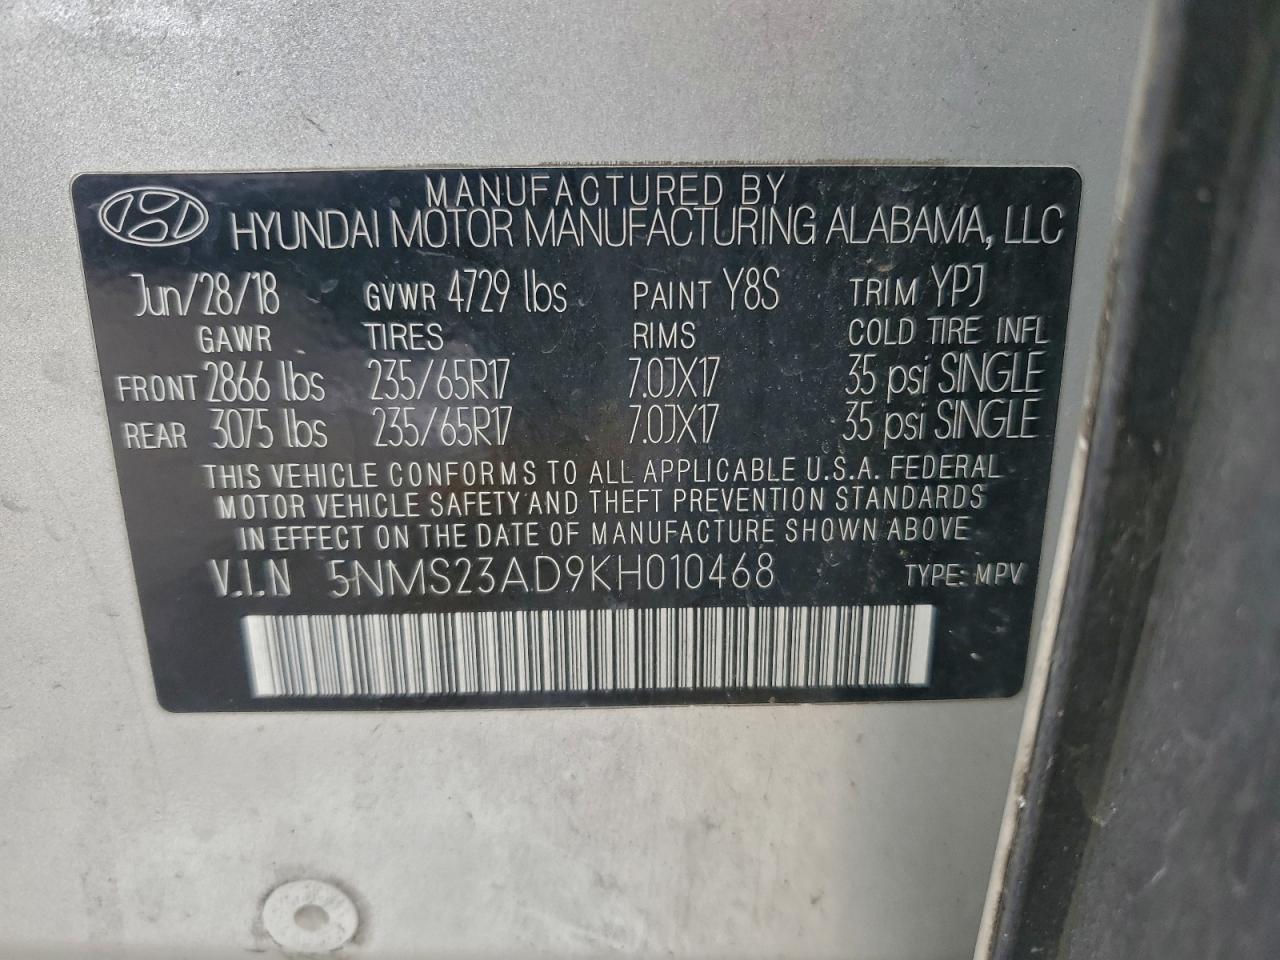 MANUFACTURED BY
HYUNDAI MOTOR MANUFACTURING ALABAMA, LLC
Jun/28/18 GVWR 4729 lbs PAINT Y8S TRIM YPJ
GAWR TIRES RIMS COLD TIRE INFL
FRONT 2866 lbs 235/65R17 7.0JX17 35 psi SINGLE
REAR 3075 lbs 235/65R17 7.0JX17 35 psi SINGLE
THIS VEHICLE CONFORMS TO ALL APPLICABLE U.S.A. FEDERAL
MOTOR VEHICLE SAFETY AND THEFT PREVENTION STANDARDS
IN EFFECT ON THE DATE OF MANUFACTURE SHOWN ABOVE
V.I.N 5NMS23AD9KH010468 TYPE: MPV